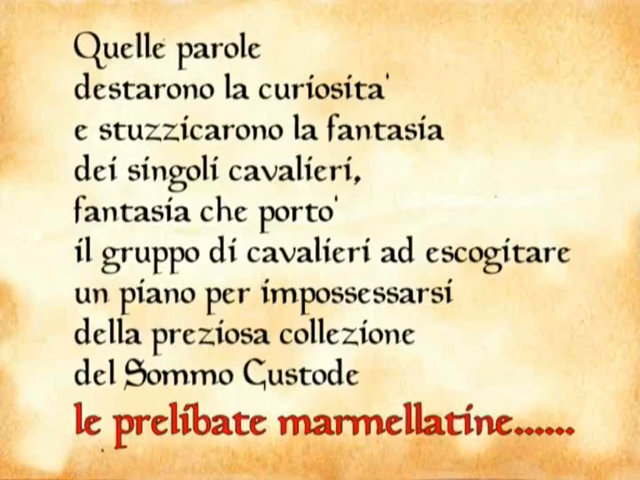 Quelle parole
destarono la curiosita'
e stuzzicarono la fantasia
dei singoli cavalieri,
fantasia che porto'
il gruppo di cavalieri ad escogitare
un piano per impossessarsi
della preziosa collezione
del Sommo Custode
le prelibate marmellatine......